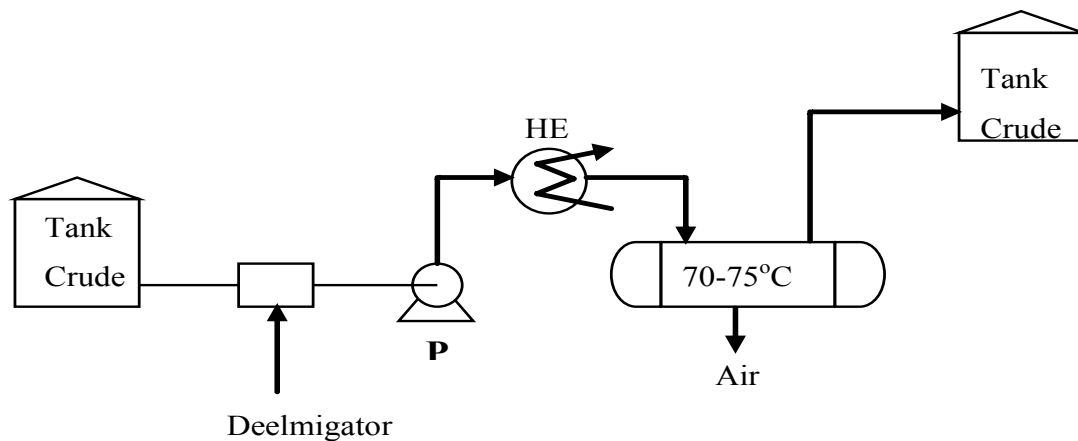 Tank
Crude
HE
Tank
Crude
70-75°C
P
Air
Deelmigator